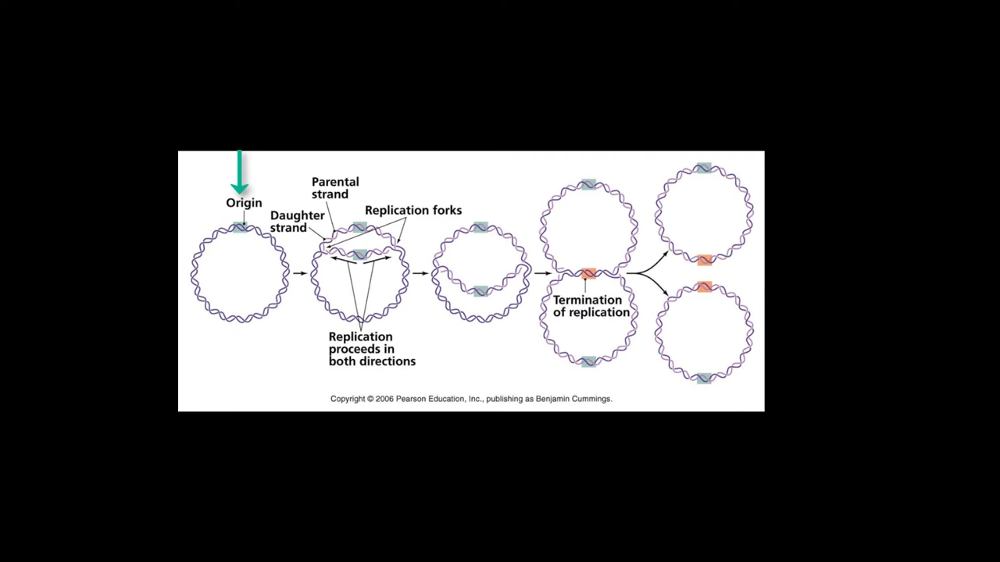 Origin
Parental
strand
Daughter
strand
Replication forks
Replication
proceeds in
both directions
Termination
of replication
Copyright © 2006 Pearson Education, Inc., publishing as Benjamin Cummings.